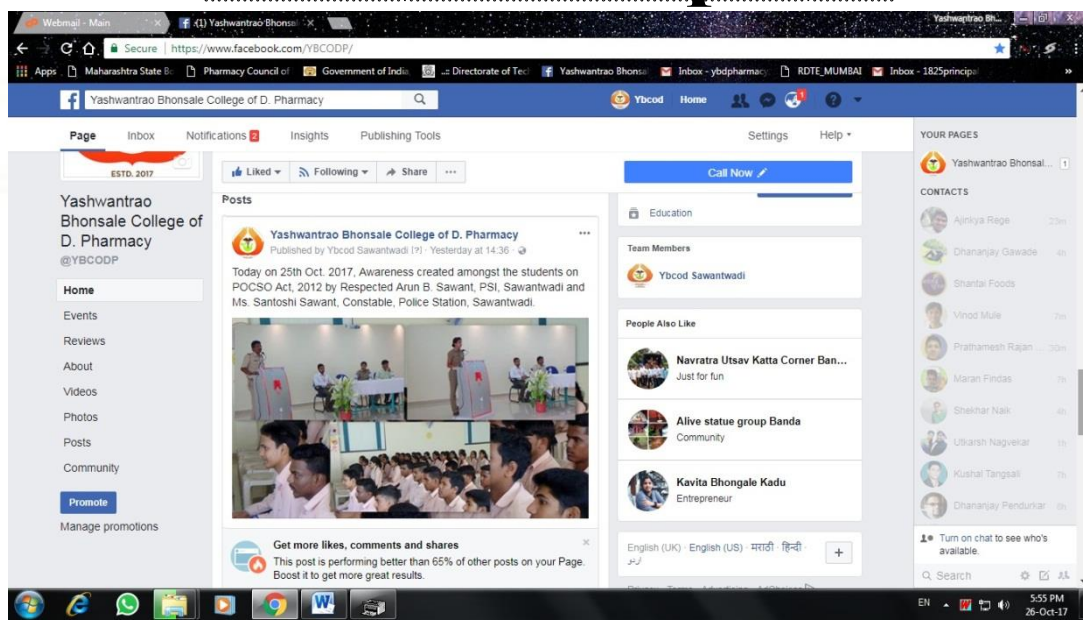 Webmail - Main
(1) Yashwantrao Bhonsal
Yashwantrao Bh...
Secure | https://www.facebook.com/YBCODP/
Apps
Maharashtra State Bo
Pharmacy Council of
Government of India,
..:: Directorate of Tech
Yashwantrao Bhonsal
Inbox - ybdpharmacy
RDTE_MUMBAI
Inbox - 1825principal
»
Yashwantrao Bhonsale College of D. Pharmacy
Ybcod
Home
Page
Inbox
Notifications 2
Insights
Publishing Tools
Settings
Help
ESTD. 2017
Yashwantrao
Bhonsale College of
D. Pharmacy
@YBCODP
Home
Events
Reviews
About
Videos
Photos
Posts
Community
Promote
Manage promotions
Liked
Following
Share
...
Call Now
Posts
Yashwantrao Bhonsale College of D. Pharmacy
Published by Ybcod Sawantwadi [?] · Yesterday at 14:36 ·
Today on 25th Oct. 2017, Awareness created amongst the students on
POCSO Act, 2012 by Respected Arun B. Sawant, PSI, Sawantwadi and
Ms. Santoshi Sawant, Constable, Police Station, Sawantwadi.
Get more likes, comments and shares
This post is performing better than 65% of other posts on your Page.
Boost it to get more great results.
Education
Team Members
Ybcod Sawantwadi
People Also Like
Navratra Utsav Katta Corner Ban...
Just for fun
Alive statue group Banda
Community
Kavita Bhongale Kadu
Entrepreneur
English (UK) · English (US) · मराठी · हिन्दी ·
اردو
+
Privacy · Terms · Advertising · AdChoices
YOUR PAGES
Yashwantrao Bhonsal... 1
CONTACTS
Ajinkya Rege
Dhananjay Gawade 4h
Shantai Foods
Vinod Mule 7m
Prathamesh Rajan ...
Maran Findas 7h
Shekhar Naik
Utkarsh Nagvekar
Kushal Tangsali
Dhananjay Pendurkar
Turn on chat to see who's
available.
Search
EN
5:55 PM
26-Oct-17